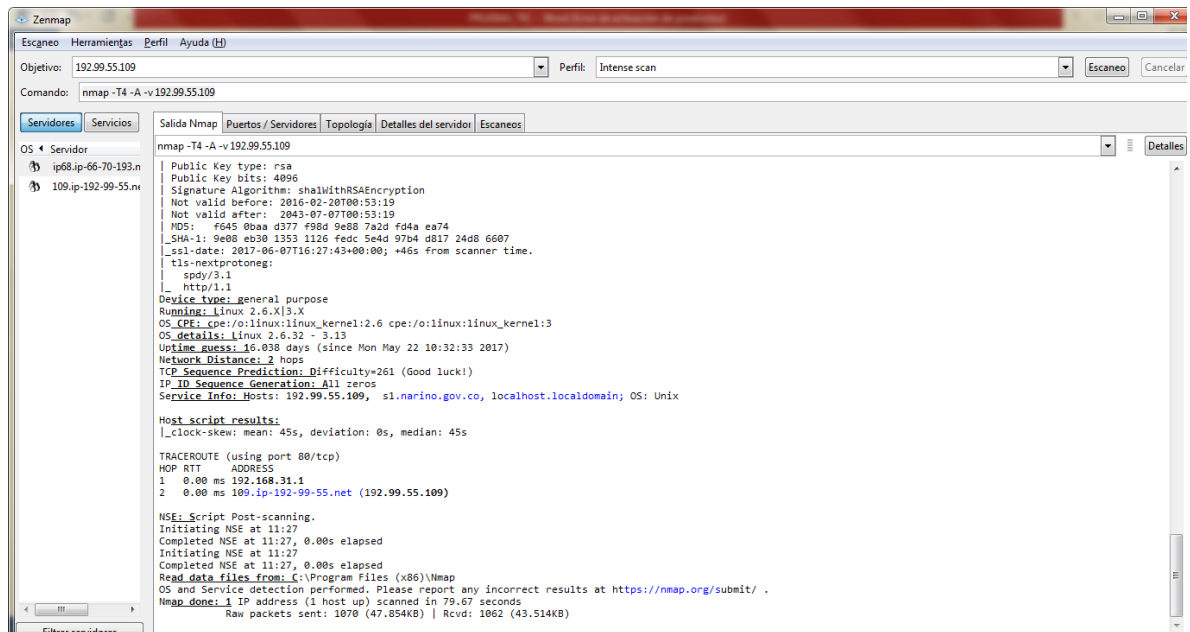 Zenmap
Escaneo Herramientas Perfil Ayuda (H)
Objetivo: 192.99.55.109 Perfil: Intense scan Escaneo Cancelar
Comando: nmap -T4 -A -v 192.99.55.109
Servidores Servicios Salida Nmap Puertos / Servidores Topología Detalles del servidor Escaneos
OS Servidor
nmap -T4 -A -v 192.99.55.109 Detalles
ip68.ip-66-70-193.n
109.ip-192-99-55.ne
| Public Key type: rsa
| Public Key bits: 4096
| Signature Algorithm: sha1WithRSAEncryption
| Not valid before: 2016-02-20T00:53:19
| Not valid after:  2043-07-07T00:53:19
| MD5:   f645 0baa d377 f98d 9e88 7a2d fd4a ea74
|_SHA-1: 9e08 eb30 1353 1126 fedc 5e4d 97b4 d817 24d8 6607
|_ssl-date: 2017-06-07T16:27:43+00:00; +46s from scanner time.
| tls-nextprotoneg:
|   spdy/3.1
|_  http/1.1
Device type: general purpose
Running: Linux 2.6.X|3.X
OS CPE: cpe:/o:linux:linux_kernel:2.6 cpe:/o:linux:linux_kernel:3
OS details: Linux 2.6.32 - 3.13
Uptime guess: 16.038 days (since Mon May 22 10:32:33 2017)
Network Distance: 2 hops
TCP Sequence Prediction: Difficulty=261 (Good luck!)
IP ID Sequence Generation: All zeros
Service Info: Hosts: 192.99.55.109,  s1.narino.gov.co, localhost.localdomain; OS: Unix
Host script results:
|_clock-skew: mean: 45s, deviation: 0s, median: 45s
TRACEROUTE (using port 80/tcp)
HOP RTT     ADDRESS
1   0.00 ms 192.168.31.1
2   0.00 ms 109.ip-192-99-55.net (192.99.55.109)
NSE: Script Post-scanning.
Initiating NSE at 11:27
Completed NSE at 11:27, 0.00s elapsed
Initiating NSE at 11:27
Completed NSE at 11:27, 0.00s elapsed
Read data files from: C:\Program Files (x86)\Nmap
OS and Service detection performed. Please report any incorrect results at https://nmap.org/submit/ .
Nmap done: 1 IP address (1 host up) scanned in 79.67 seconds
Raw packets sent: 1070 (47.854KB) | Rcvd: 1062 (43.514KB)
Filtrar servidores